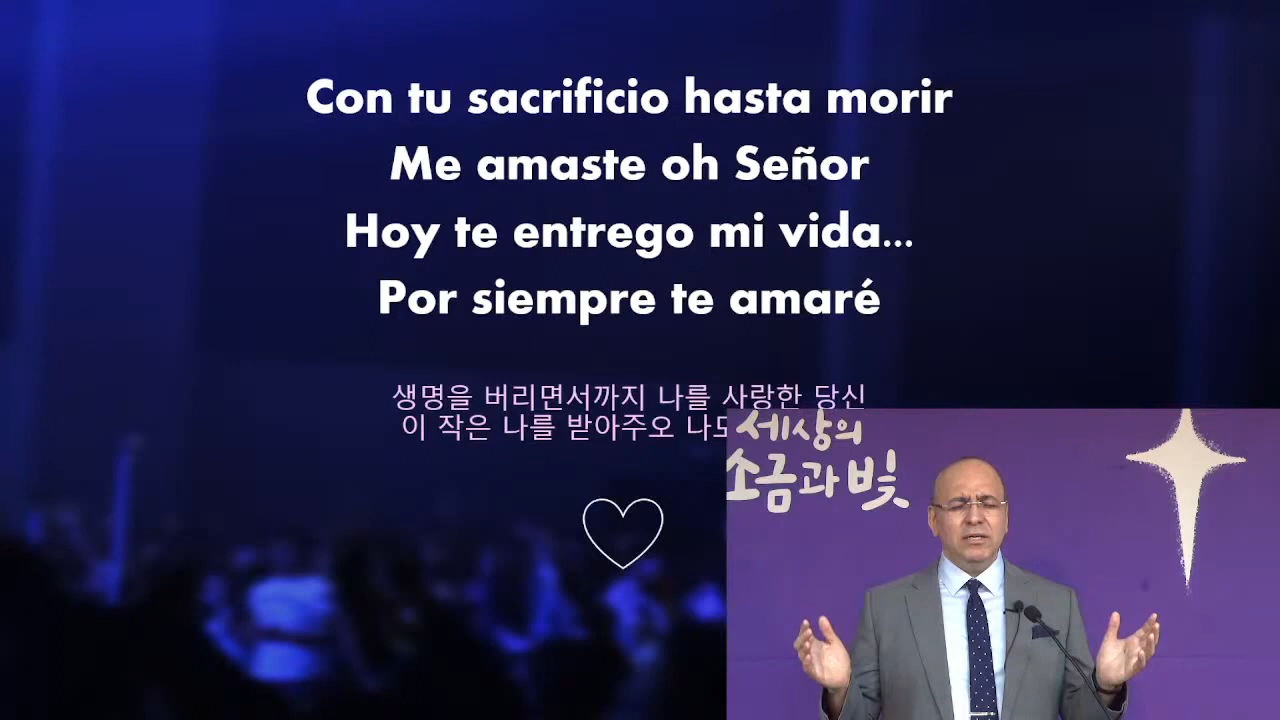 Con tu sacrificio hasta morir
Me amaste oh Señor
Hoy te entrego mi vida...
Por siempre te amaré
생명을 버리면서까지 나를 사랑한 당신
이 작은 나를 받아주오 나도
세상의
소금과 빛